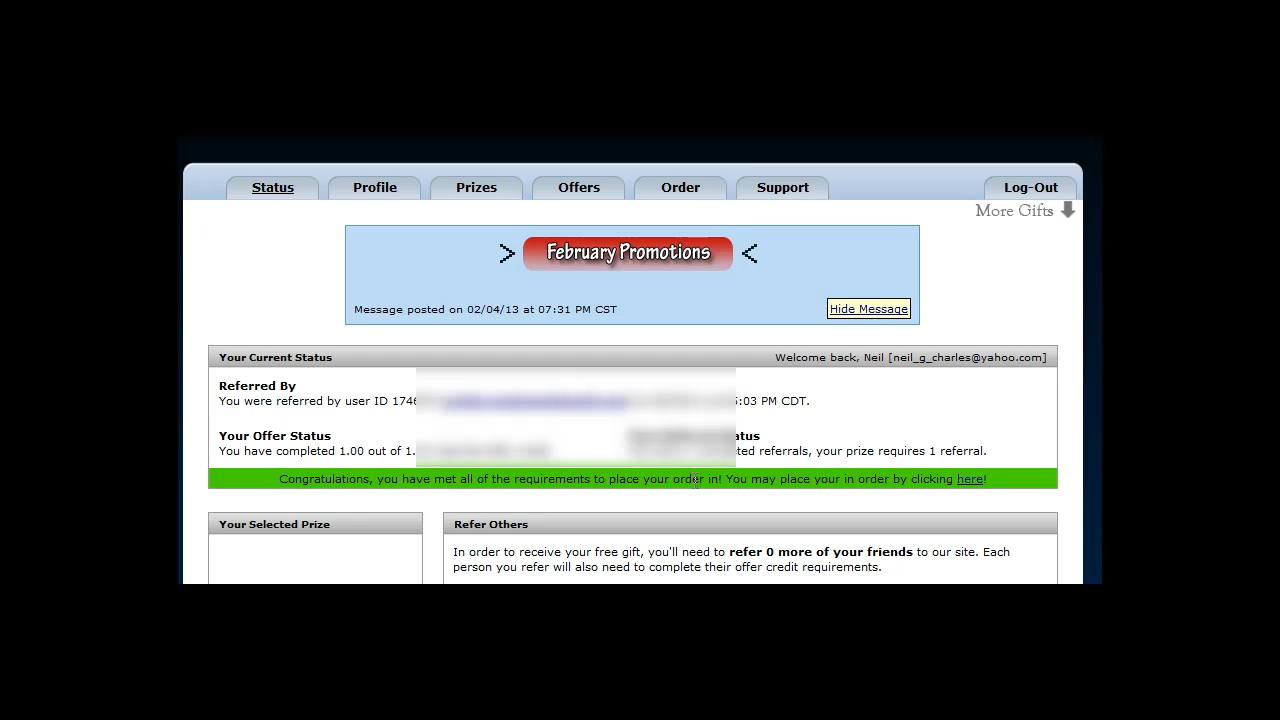 Status Profile Prizes Offers Order Support Log-Out
More Gifts
> February Promotions <
Message posted on 02/04/13 at 07:31 PM CST Hide Message
Your Current Status Welcome back, Neil [neil_g_charles@yahoo.com]
Referred By
You were referred by user ID 174 :03 PM CDT.
Your Offer Status
You have completed 1.00 out of 1. referrals, your prize requires 1 referral.
Congratulations, you have met all of the requirements to place your order in! You may place your in order by clicking here!
Your Selected Prize Refer Others
In order to receive your free gift, you'll need to refer 0 more of your friends to our site. Each
person you refer will also need to complete their offer credit requirements.